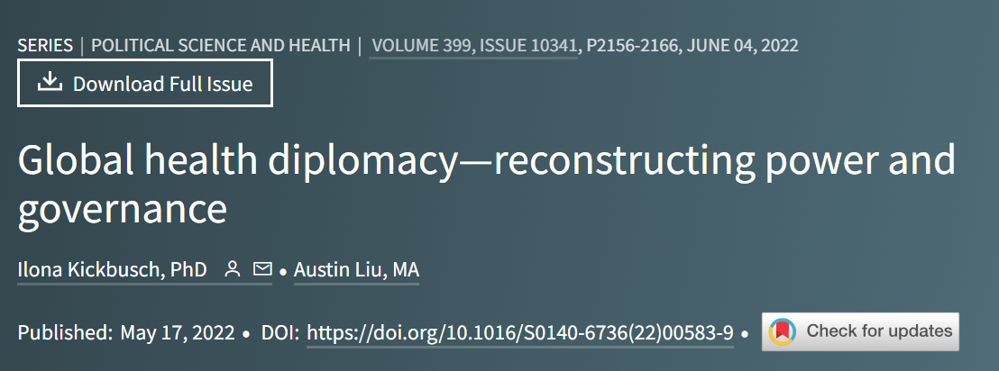 SERIES | POLITICAL SCIENCE AND HEALTH | VOLUME 399, ISSUE 10341, P2156-2166, JUNE 04, 2022
Download Full Issue
Global health diplomacy—reconstructing power and
governance
Ilona Kickbusch, PhD • Austin Liu, MA
Published: May 17, 2022 • DOI: https://doi.org/10.1016/S0140-6736(22)00583-9 • Check for updates